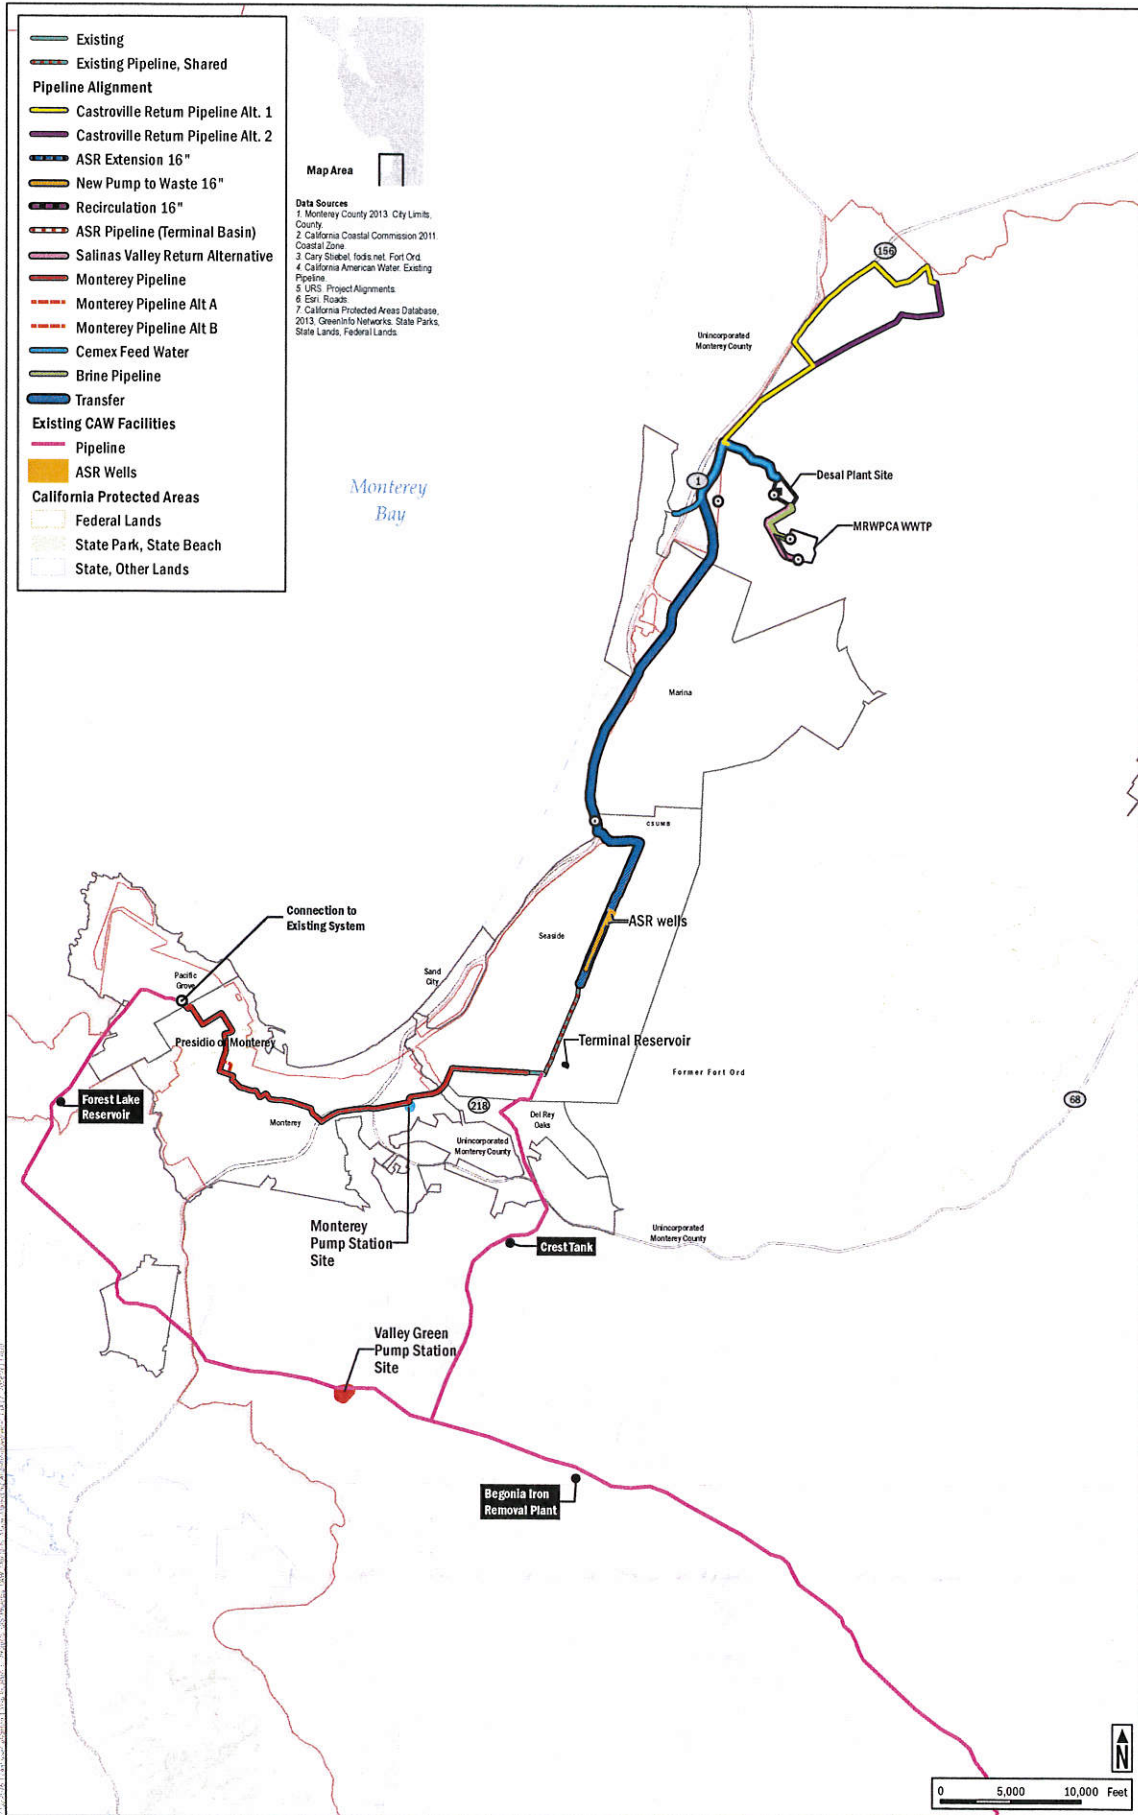 Existing
Existing Pipeline, Shared
Pipeline Alignment
Castroville Return Pipeline Alt. 1
Castroville Return Pipeline Alt. 2
ASR Extension 16"
New Pump to Waste 16"
Recirculation 16"
ASR Pipeline (Terminal Basin)
Salinas Valley Return Alternative
Monterey Pipeline
Monterey Pipeline Alt A
Monterey Pipeline Alt B
Cemex Feed Water
Brine Pipeline
Transfer
Existing CAW Facilities
Pipeline
ASR Wells
California Protected Areas
Federal Lands
State Park, State Beach
State, Other Lands
Map Area
Data Sources
1. Monterey County 2013. City Limits,
County.
2. California Coastal Commission 2011.
Coastal Zone.
3. Cary Stiebel, fodis.net. Fort Ord.
4. California American Water. Existing
Pipeline.
5. URS. Project Alignments.
6. Esri. Roads.
7. California Protected Areas Database,
2013, GreenInfo Networks. State Parks,
State Lands, Federal Lands.
156
Unincorporated
Monterey County
Monterey
Bay
1
Desal Plant Site
MRWPCA WWTP
Marina
CSUMB
ASR wells
Seaside
Connection to
Existing System
Sand
City
Pacific
Grove
Presidio of Monterey
Terminal Reservoir
Former Fort Ord
68
Forest Lake
Reservoir
218
Monterey
Del Rey
Oaks
Unincorporated
Monterey County
Monterey
Pump Station
Site
Crest Tank
Unincorporated
Monterey County
Valley Green
Pump Station
Site
Begonia Iron
Removal Plant
N
0 5,000 10,000 Feet